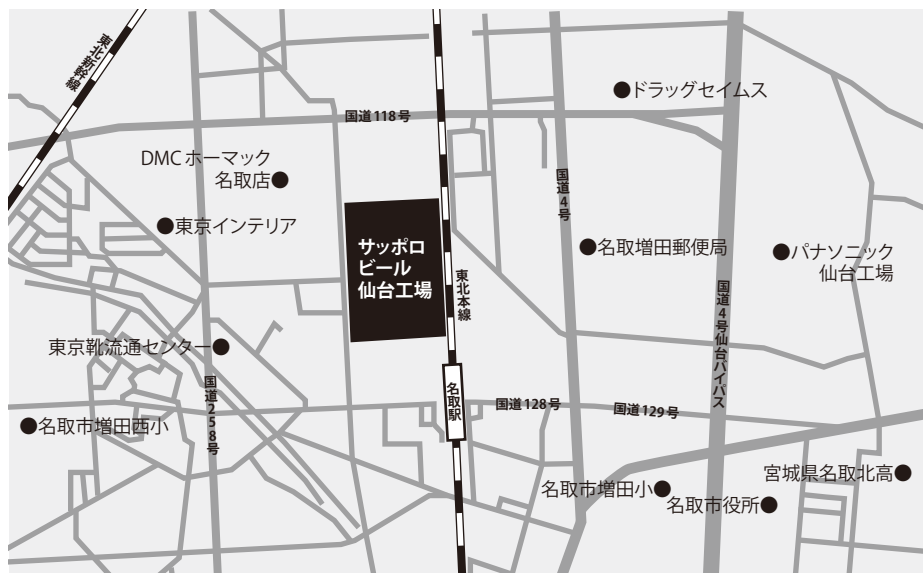 東北新幹線
ドラッグセイムス
国道118号
DMCホーマック
名取店
国道4号
東京インテリア
サッポロ
ビール
仙台工場
東北本線
名取増田郵便局
パナソニック
仙台工場
国道4号仙台バイパス
東京靴流通センター
国道258号
名取駅
国道128号
国道129号
名取市増田西小
宮城県名取北高
名取市増田小
名取市役所